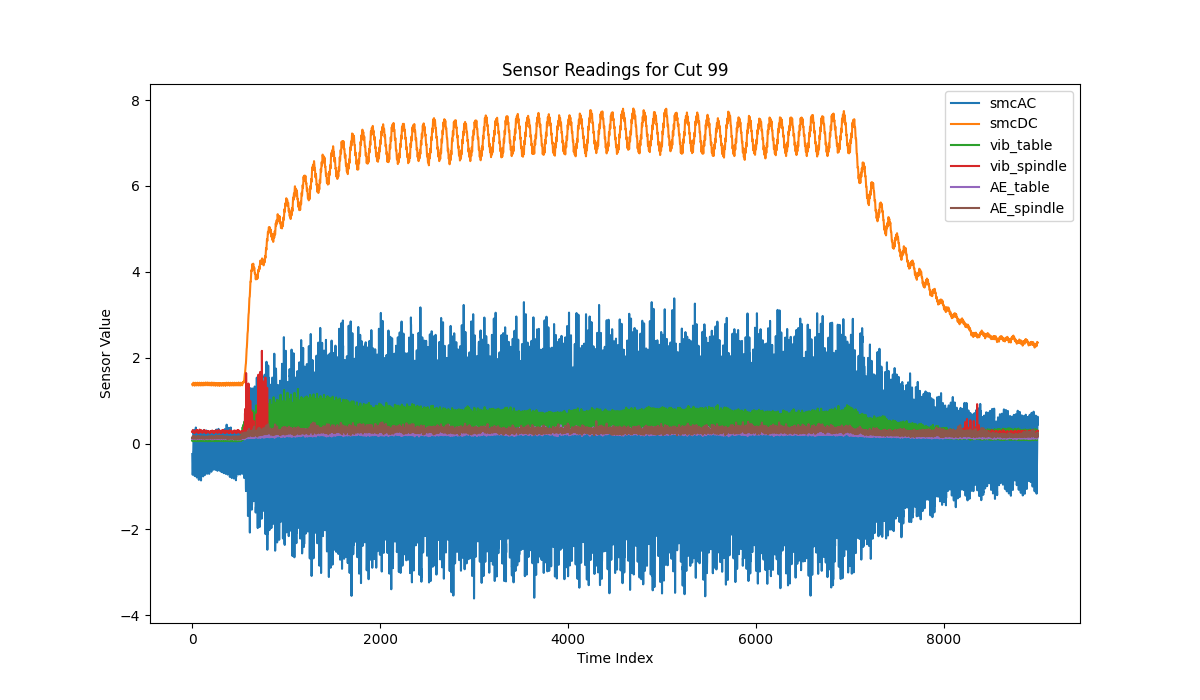 Sensor Readings for Cut 99
smcAC
smcDC
vib_table
vib_spindle
AE_table
AE_spindle
8
6
4
2
0
−2
−4
Sensor Value
0 2000 4000 6000 8000
Time Index